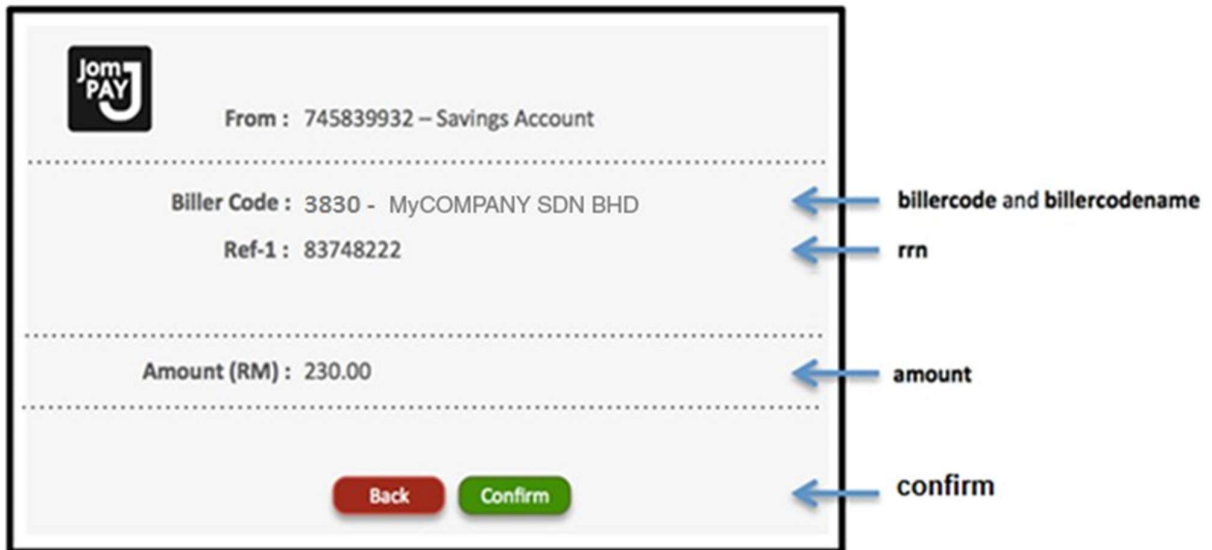 Jom
PAY
From : 745839932 – Savings Account
Biller Code : 3830 - MyCOMPANY SDN BHD
billercode and billercodename
Ref-1 : 83748222
rrn
Amount (RM) : 230.00
amount
Back
Confirm
confirm